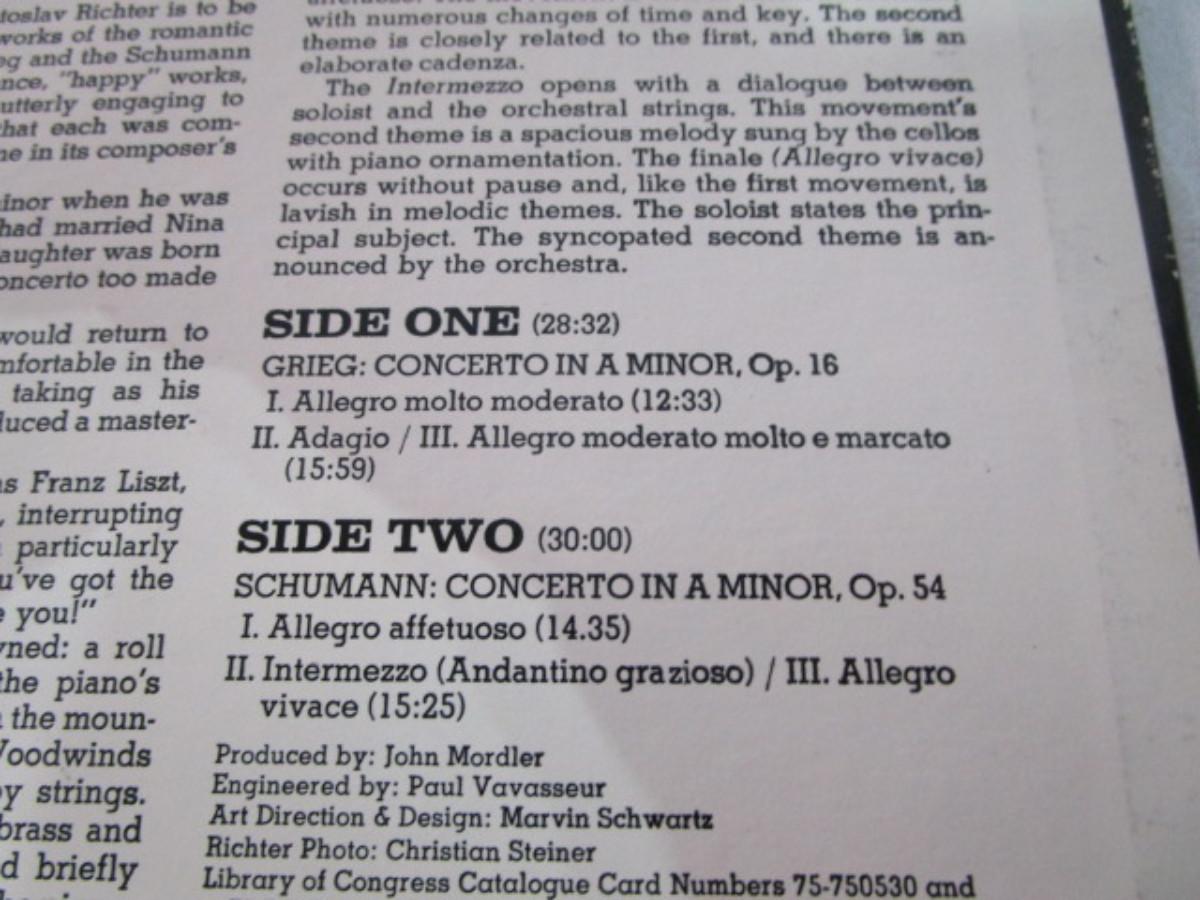 toslav Richter is to be
works of the romantic
and the Schumann
"happy" works,
utterly engaging to
that each was com-
in its composer's
when he was
had married Nina
was born
too made
would return to
in the
taking as his
a master-
Franz Liszt,
, interrupting
particularly
got the
you!"
a roll
the piano's
the moun-
Woodwinds
strings.
brass and
briefly
with numerous changes of time and key. The second
theme is closely related to the first, and there is an
elaborate cadenza.
The Intermezzo opens with a dialogue between
soloist and the orchestral strings. This movement's
second theme is a spacious melody sung by the cellos
with piano ornamentation. The finale (Allegro vivace)
occurs without pause and, like the first movement, is
lavish in melodic themes. The soloist states the prin-
cipal subject. The syncopated second theme is an-
nounced by the orchestra.
SIDE ONE (28:32)
GRIEG: CONCERTO IN A MINOR, Op. 16
I. Allegro molto moderato (12:33)
II. Adagio / III. Allegro moderato molto e marcato
(15:59)
SIDE TWO (30:00)
SCHUMANN: CONCERTO IN A MINOR, Op. 54
I. Allegro affetuoso (14.35)
II. Intermezzo (Andantino grazioso) / III. Allegro
vivace (15:25)
Produced by: John Mordler
Engineered by: Paul Vavasseur
Art Direction & Design: Marvin Schwartz
Richter Photo: Christian Steiner
Library of Congress Catalogue Card Numbers 75-750530 and